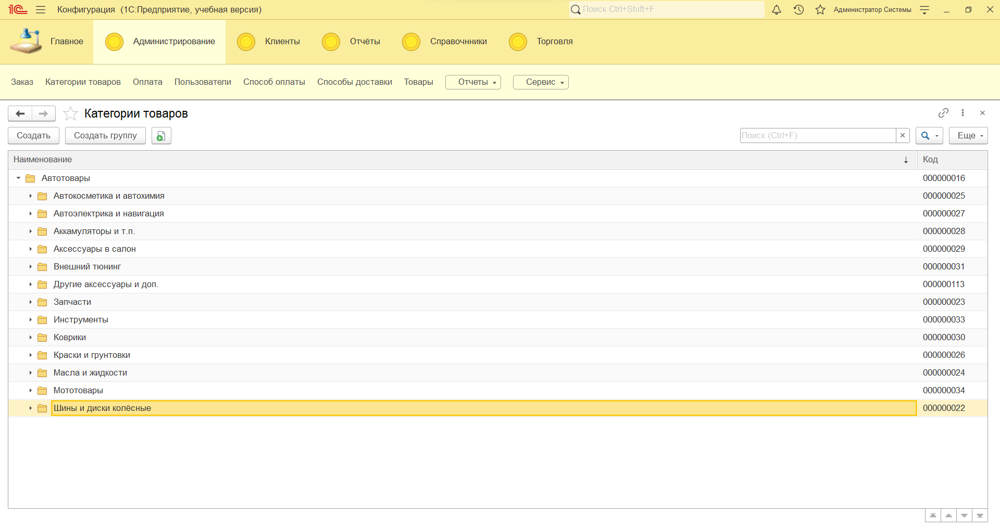 1С Конфигурация (1С:Предприятие, учебная версия) Поиск Ctrl+Shift+F Администратор Системы
Главное Администрирование Клиенты Отчёты Справочнники Торговля
Заказ Категории товаров Оплата Пользователи Способ оплаты Способы доставки Товары Отчеты Сервис
Категории товаров
Создать Создать группу Поиск (Ctrl+F) Еще
Наименование Код
Автотовары 000000016
Автокосметика и автохимия 000000025
Автоэлектрика и навигация 000000027
Аккамуляторы и т.п. 000000028
Аксессуары в салон 000000029
Внешний тюнинг 000000031
Другие аксессуары и доп. 000000113
Запчасти 000000023
Инструменты 000000033
Коврики 000000030
Краски и грунтовки 000000026
Масла и жидкости 000000024
Мототовары 000000034
Шины и диски колёсные 000000022